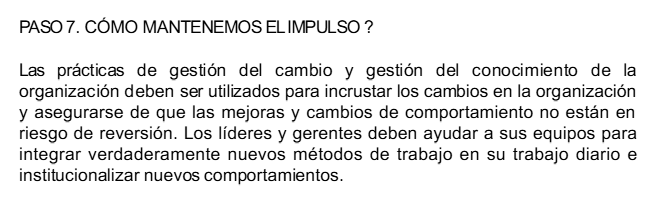 PASO 7. CÓMO MANTENEMOS EL IMPULSO ?
Las prácticas de gestión del cambio y gestión del conocimiento de la
organización deben ser utilizados para incrustar los cambios en la organización
y asegurarse de que las mejoras y cambios de comportamiento no están en
riesgo de reversión. Los líderes y gerentes deben ayudar a sus equipos para
integrar verdaderamente nuevos métodos de trabajo en su trabajo diario e
institucionalizar nuevos comportamientos.